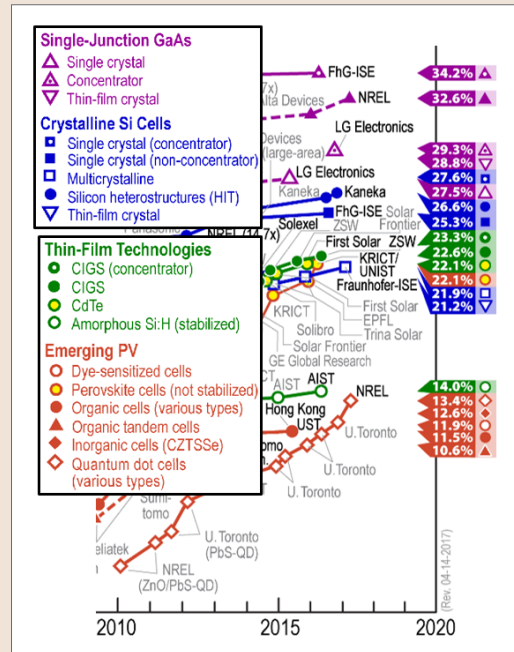 Single-Junction GaAs
Single crystal
Concentrator
Thin-film crystal
Crystalline Si Cells
Single crystal (concentrator)
Single crystal (non-concentrator)
Multicrystalline
Silicon heterostructures (HIT)
Thin-film crystal
Thin-Film Technologies
CIGS (concentrator)
CIGS
CdTe
Amorphous Si:H (stabilized)
Emerging PV
Dye-sensitized cells
Perovskite cells (not stabilized)
Organic cells (various types)
Organic tandem cells
Inorganic cells (CZTSSe)
Quantum dot cells
(various types)
FhG-ISE
7x)
Alta Devices
NREL
LG Electronics
Devices
(large-area)
LG Electronics
Kaneka
Kaneka
FhG-ISE
Solar
Frontier
NREL (14.7x)
Solexel
ZSW
First Solar
ZSW
KRICT/
UNIST
Fraunhofer-ISE
KRICT
First Solar
EPFL
Solibro
Trina Solar
Solar Frontier
GE Global Research
AIST
AIST
NREL
Hong Kong
UST
U.Toronto
U.Toronto
U. Toronto
Sumi-
tomo
U. Toronto
(PbS-QD)
eliatek
NREL
(ZnO/PbS-QD)
34.2%
32.6%
29.3%
28.8%
27.6%
27.5%
26.6%
25.3%
23.3%
22.6%
22.1%
22.1%
21.9%
21.2%
14.0%
13.4%
12.6%
11.9%
11.5%
10.6%
(Rev. 04-14-2017)
2010
2015
2020